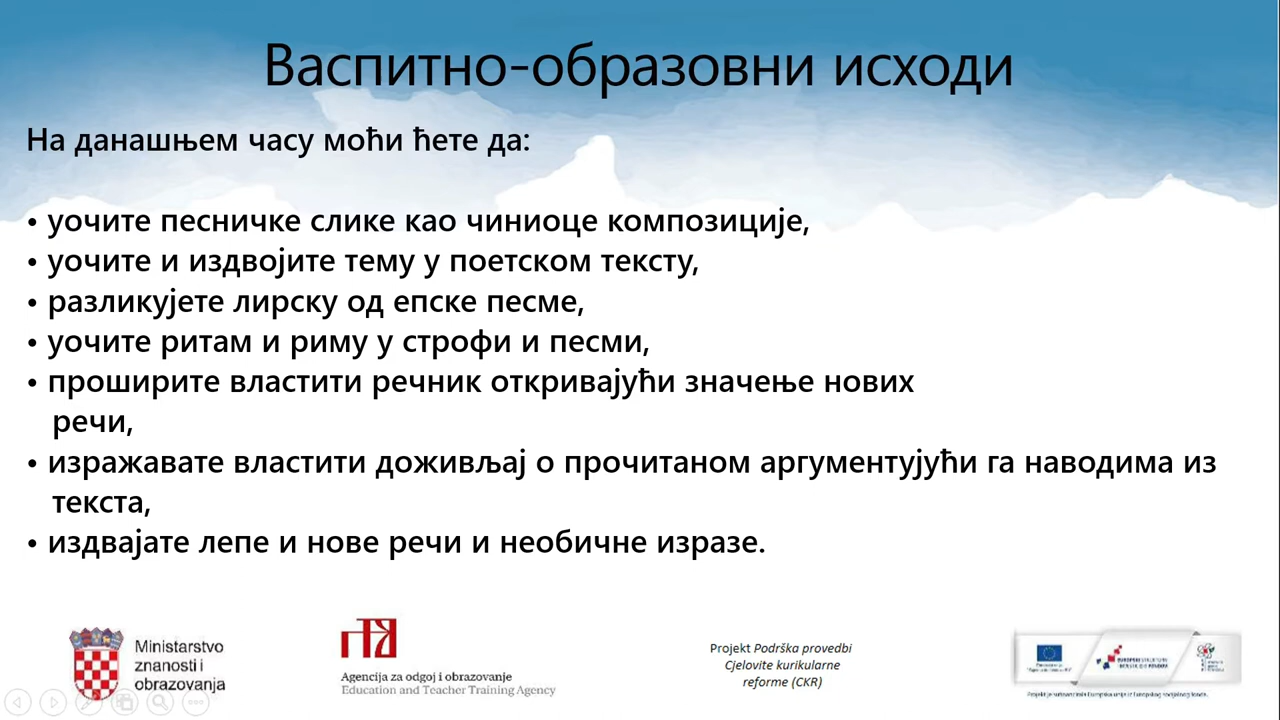 Васпитно-образовни исходи
На данашњем часу моћи ћете да:
• уочите песничке слике као чиниоце композиције,
• уочите и издвојите тему у поетском тексту,
• разликујете лирску од епске песме,
• уочите ритам и риму у строфи и песми,
• проширите властити речник откривајући значење нових
речи,
• изражавате властити доживљај о прочитаном аргументујући га наводима из
текста,
• издвајате лепе и нове речи и необичне изразе.
Ministarstvo
znanosti i
obrazovanja
Agencija za odgoj i obrazovanje
Education and Teacher Training Agency
Projekt Podrška provedbi
Cjelovite kurikularne
reforme (CKR)